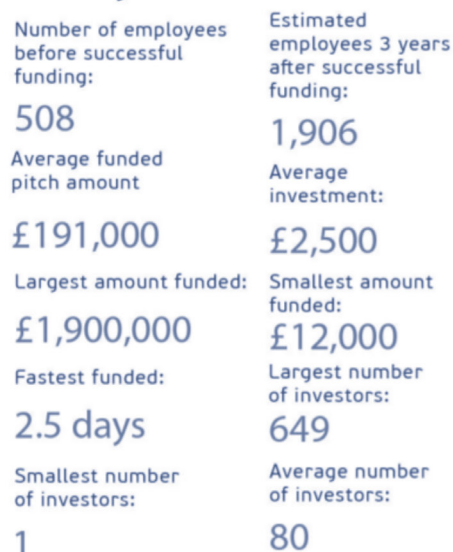 Number of employees
before successful
funding:
508
Estimated
employees 3 years
after successful
funding:
1,906
Average funded
pitch amount
£191,000
Average
investment:
£2,500
Largest amount funded:
£1,900,000
Smallest amount
funded:
£12,000
Fastest funded:
2.5 days
Largest number
of investors:
649
Smallest number
of investors:
1
Average number
of investors:
80